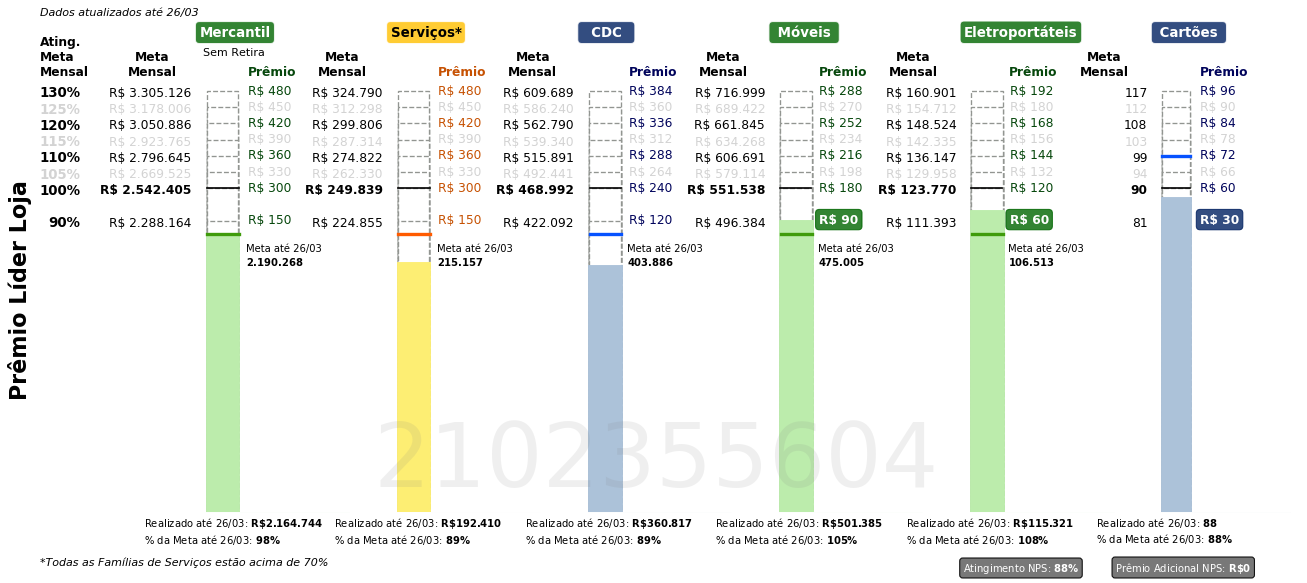 Dados atualizados até 26/03
Mercantil Serviços* CDC Móveis Eletroportáteis Cartões
Sem Retira
Ating. Meta Mensal Meta Mensal Prêmio Meta Mensal Prêmio Meta Mensal Prêmio Meta Mensal Prêmio Meta Mensal Prêmio Meta Mensal Prêmio
130% R$ 3.305.126 R$ 480 R$ 324.790 R$ 480 R$ 609.689 R$ 384 R$ 716.999 R$ 288 R$ 160.901 R$ 192 117 R$ 96
125% R$ 3.178.006 R$ 450 R$ 312.298 R$ 450 R$ 586.240 R$ 360 R$ 689.422 R$ 270 R$ 154.712 R$ 180 112 R$ 90
120% R$ 3.050.886 R$ 420 R$ 299.806 R$ 420 R$ 562.790 R$ 336 R$ 661.845 R$ 252 R$ 148.524 R$ 168 108 R$ 84
115% R$ 2.923.765 R$ 390 R$ 287.314 R$ 390 R$ 539.340 R$ 312 R$ 634.268 R$ 234 R$ 142.335 R$ 156 103 R$ 78
110% R$ 2.796.645 R$ 360 R$ 274.822 R$ 360 R$ 515.891 R$ 288 R$ 606.691 R$ 216 R$ 136.147 R$ 144 99 R$ 72
105% R$ 2.669.525 R$ 330 R$ 262.330 R$ 330 R$ 492.441 R$ 264 R$ 579.114 R$ 198 R$ 129.958 R$ 132 94 R$ 66
100% R$ 2.542.405 R$ 300 R$ 249.839 R$ 300 R$ 468.992 R$ 240 R$ 551.538 R$ 180 R$ 123.770 R$ 120 90 R$ 60
90% R$ 2.288.164 R$ 150 R$ 224.855 R$ 150 R$ 422.092 R$ 120 R$ 496.384 R$ 90 R$ 111.393 R$ 60 81 R$ 30
Meta até 26/03 Meta até 26/03 Meta até 26/03 Meta até 26/03 Meta até 26/03
2.190.268 215.157 403.886 475.005 106.513
Prêmio Líder Loja
2102355604
Realizado até 26/03: R$2.164.744 Realizado até 26/03: R$192.410 Realizado até 26/03: R$360.817 Realizado até 26/03: R$501.385 Realizado até 26/03: R$115.321 Realizado até 26/03: 88
% da Meta até 26/03: 98% % da Meta até 26/03: 89% % da Meta até 26/03: 89% % da Meta até 26/03: 105% % da Meta até 26/03: 108% % da Meta até 26/03: 88%
*Todas as Famílias de Serviços estão acima de 70% Atingimento NPS: 88% Prêmio Adicional NPS: R$0